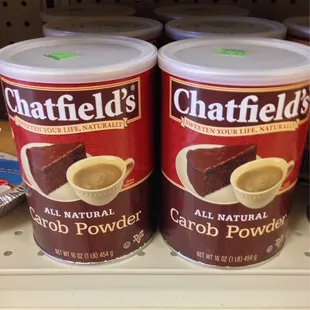 Chatfield's
SWEETEN YOUR LIFE, NATURALLY
ALL NATURAL
Carob Powder
NET WT 16 OZ (1 LB) 454 g
Chatfield's
SWEETEN YOUR LIFE, NATURALLY
ALL NATURAL
Carob Powder
NET WT 16 OZ (1 LB) 454 g